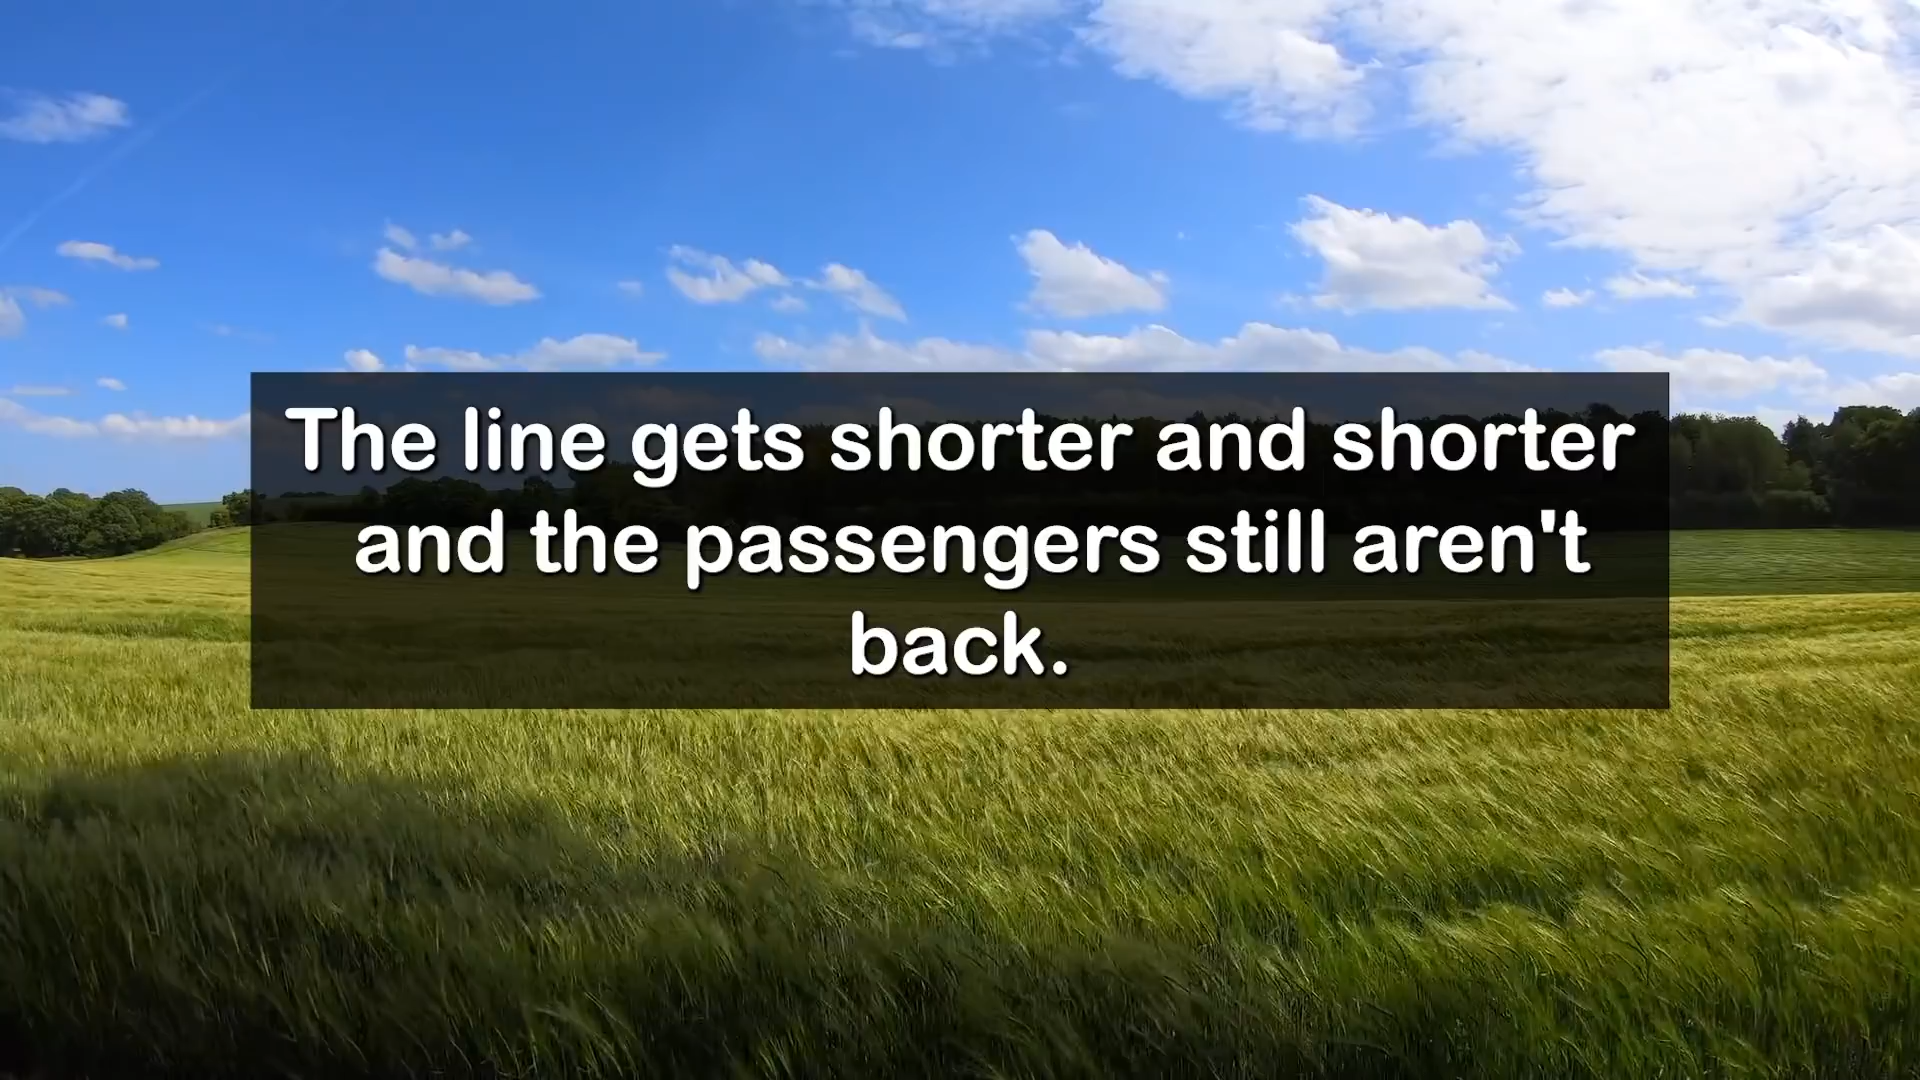 The line gets shorter and shorter
and the passengers still aren't
back.